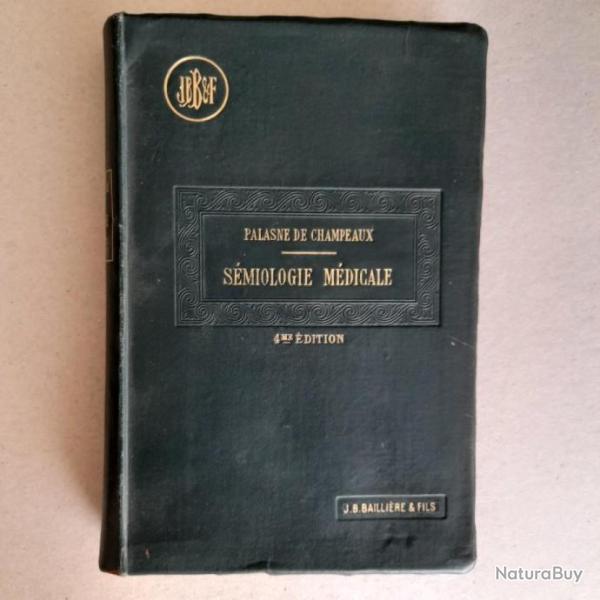 JBB&F
PALASNE DE CHAMPEAUX
SÉMIOLOGIE MÉDICALE
4ME ÉDITION
J.B.BAILLIÈRE & FILS
NaturaBuy